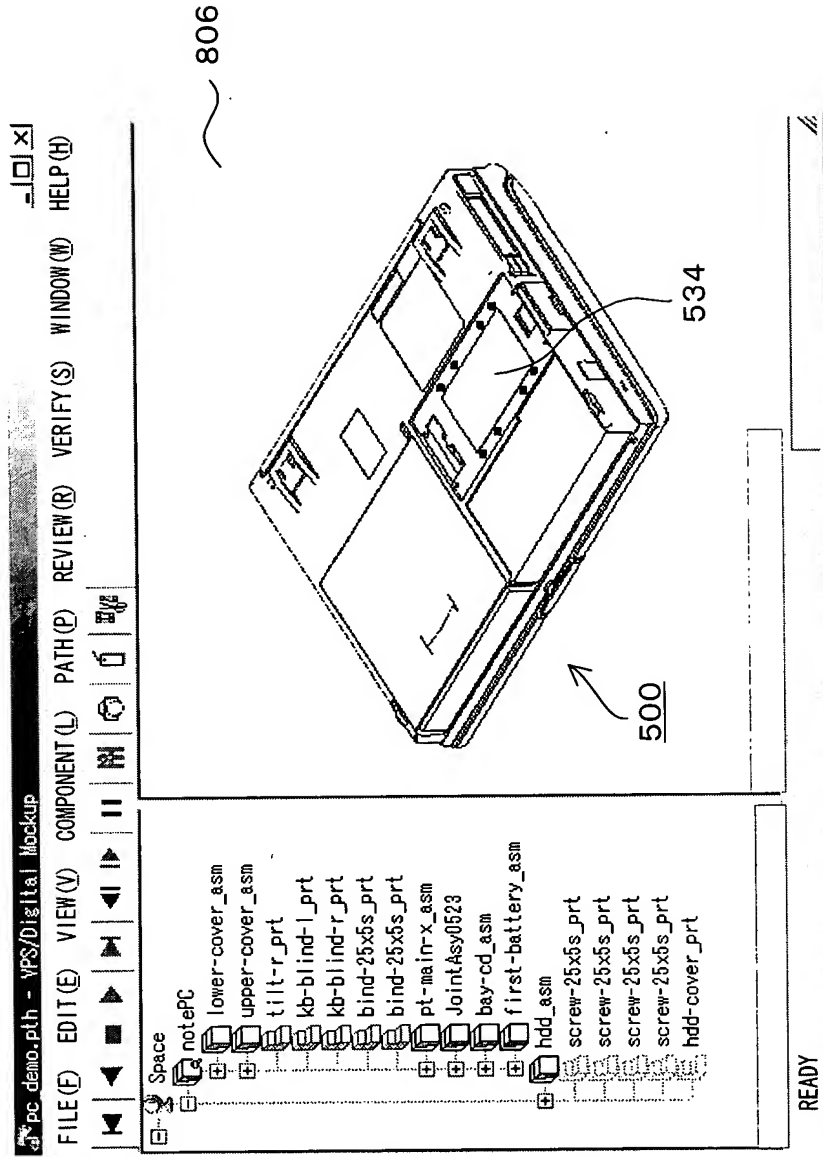 pc_demo.pth - VPS/Digital Mockup
FILE(F) EDIT(E) VIEW(V) COMPONENT(L) PATH(P) REVIEW(R) VERIFY(S) WINDOW(W) HELP(H)
Space
notePC
lower-cover_asm
upper-cover_asm
tilt-r_prt
kb-blind-l_prt
kb-blind-r_prt
bind-25x5s_prt
bind-25x5s_prt
pt-main-x_asm
JointAsy0523
bay-cd_asm
first-battery_asm
hdd_asm
screw-25x5s_prt
screw-25x5s_prt
screw-25x5s_prt
screw-25x5s_prt
hdd-cover_prt
806
534
500
READY